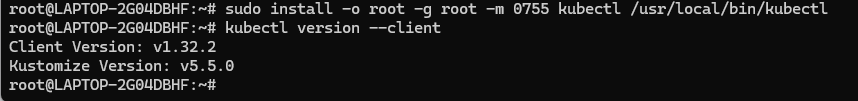 root@LAPTOP-2G04DBHF:~# sudo install -o root -g root -m 0755 kubectl /usr/local/bin/kubectl
root@LAPTOP-2G04DBHF:~# kubectl version --client
Client Version: v1.32.2
Kustomize Version: v5.5.0
root@LAPTOP-2G04DBHF:~#